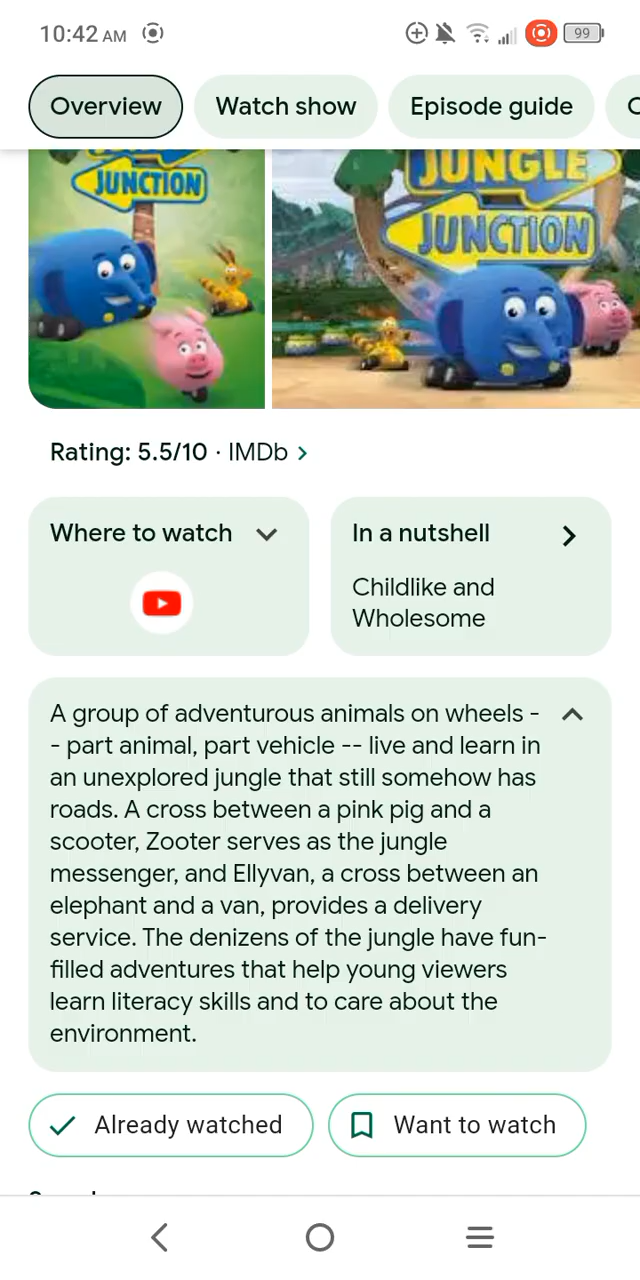 10:42 AM
99
Overview
Watch show
Episode guide
JUNCTION
JUNGLE
JUNCTION
Rating: 5.5/10 · IMDb
Where to watch
In a nutshell
Childlike and
Wholesome
A group of adventurous animals on wheels -
- part animal, part vehicle -- live and learn in
an unexplored jungle that still somehow has
roads. A cross between a pink pig and a
scooter, Zooter serves as the jungle
messenger, and Ellyvan, a cross between an
elephant and a van, provides a delivery
service. The denizens of the jungle have fun-
filled adventures that help young viewers
learn literacy skills and to care about the
environment.
Already watched
Want to watch